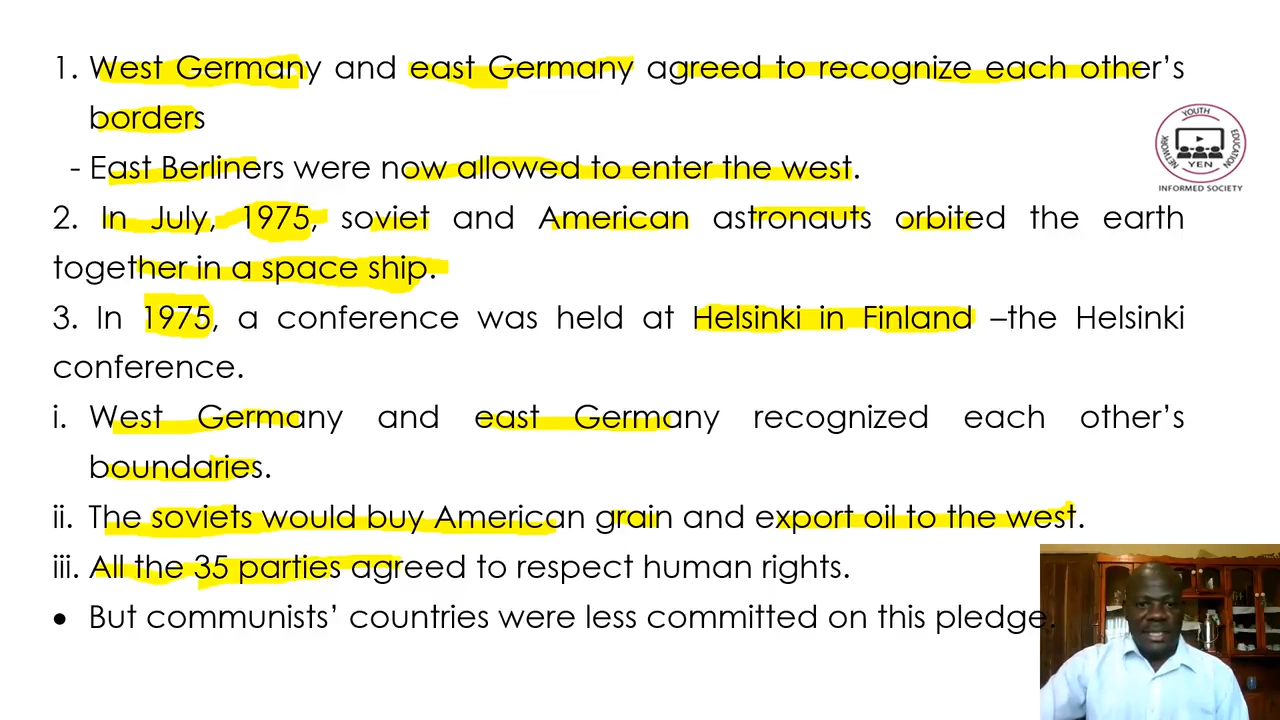 1. West Germany and east Germany agreed to recognize each other’s
borders
- East Berliners were now allowed to enter the west.
2. In July, 1975, soviet and American astronauts orbited the earth
together in a space ship.
3. In 1975, a conference was held at Helsinki in Finland –the Helsinki
conference.
i. West Germany and east Germany recognized each other’s
boundaries.
ii. The soviets would buy American grain and export oil to the west.
iii. All the 35 parties agreed to respect human rights.
• But communists’ countries were less committed on this pledge.
YOUTH
EDUCATION
NETWORK
YEN
INFORMED SOCIETY